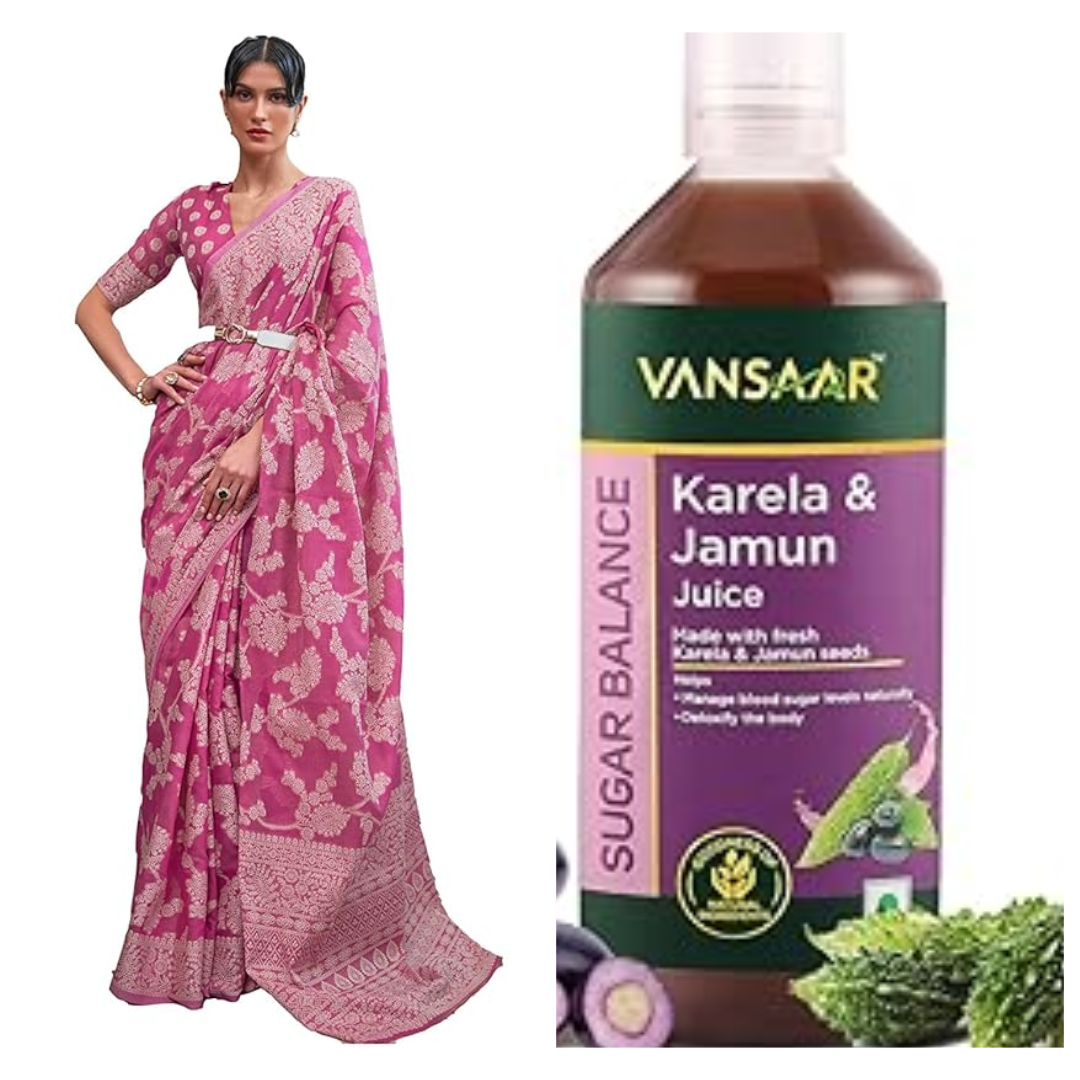 VANSAAR™
SUGAR BALANCE
Karela &
Jamun
Juice
Made with fresh
Karela & Jamun seeds
Helps
•Manage blood sugar levels naturally
•Detoxify the body